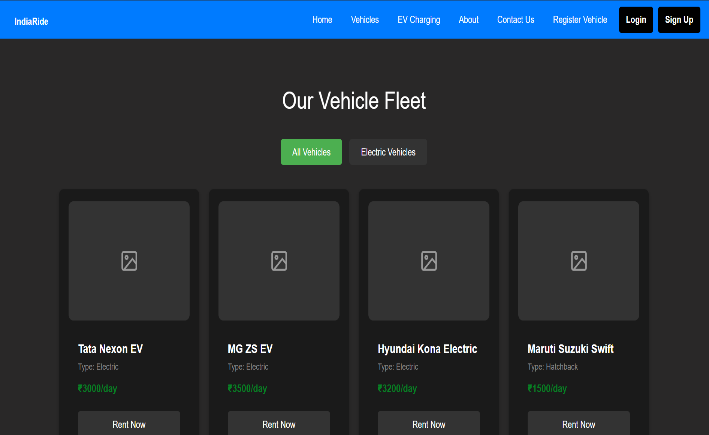 IndiaRide Home Vehicles EV Charging About Contact Us Register Vehicle Login Sign Up
Our Vehicle Fleet
All Vehicles Electric Vehicles
Tata Nexon EV
Type: Electric
₹3000/day
Rent Now
MG ZS EV
Type: Electric
₹3500/day
Rent Now
Hyundai Kona Electric
Type: Electric
₹3200/day
Rent Now
Maruti Suzuki Swift
Type: Hatchback
₹1500/day
Rent Now